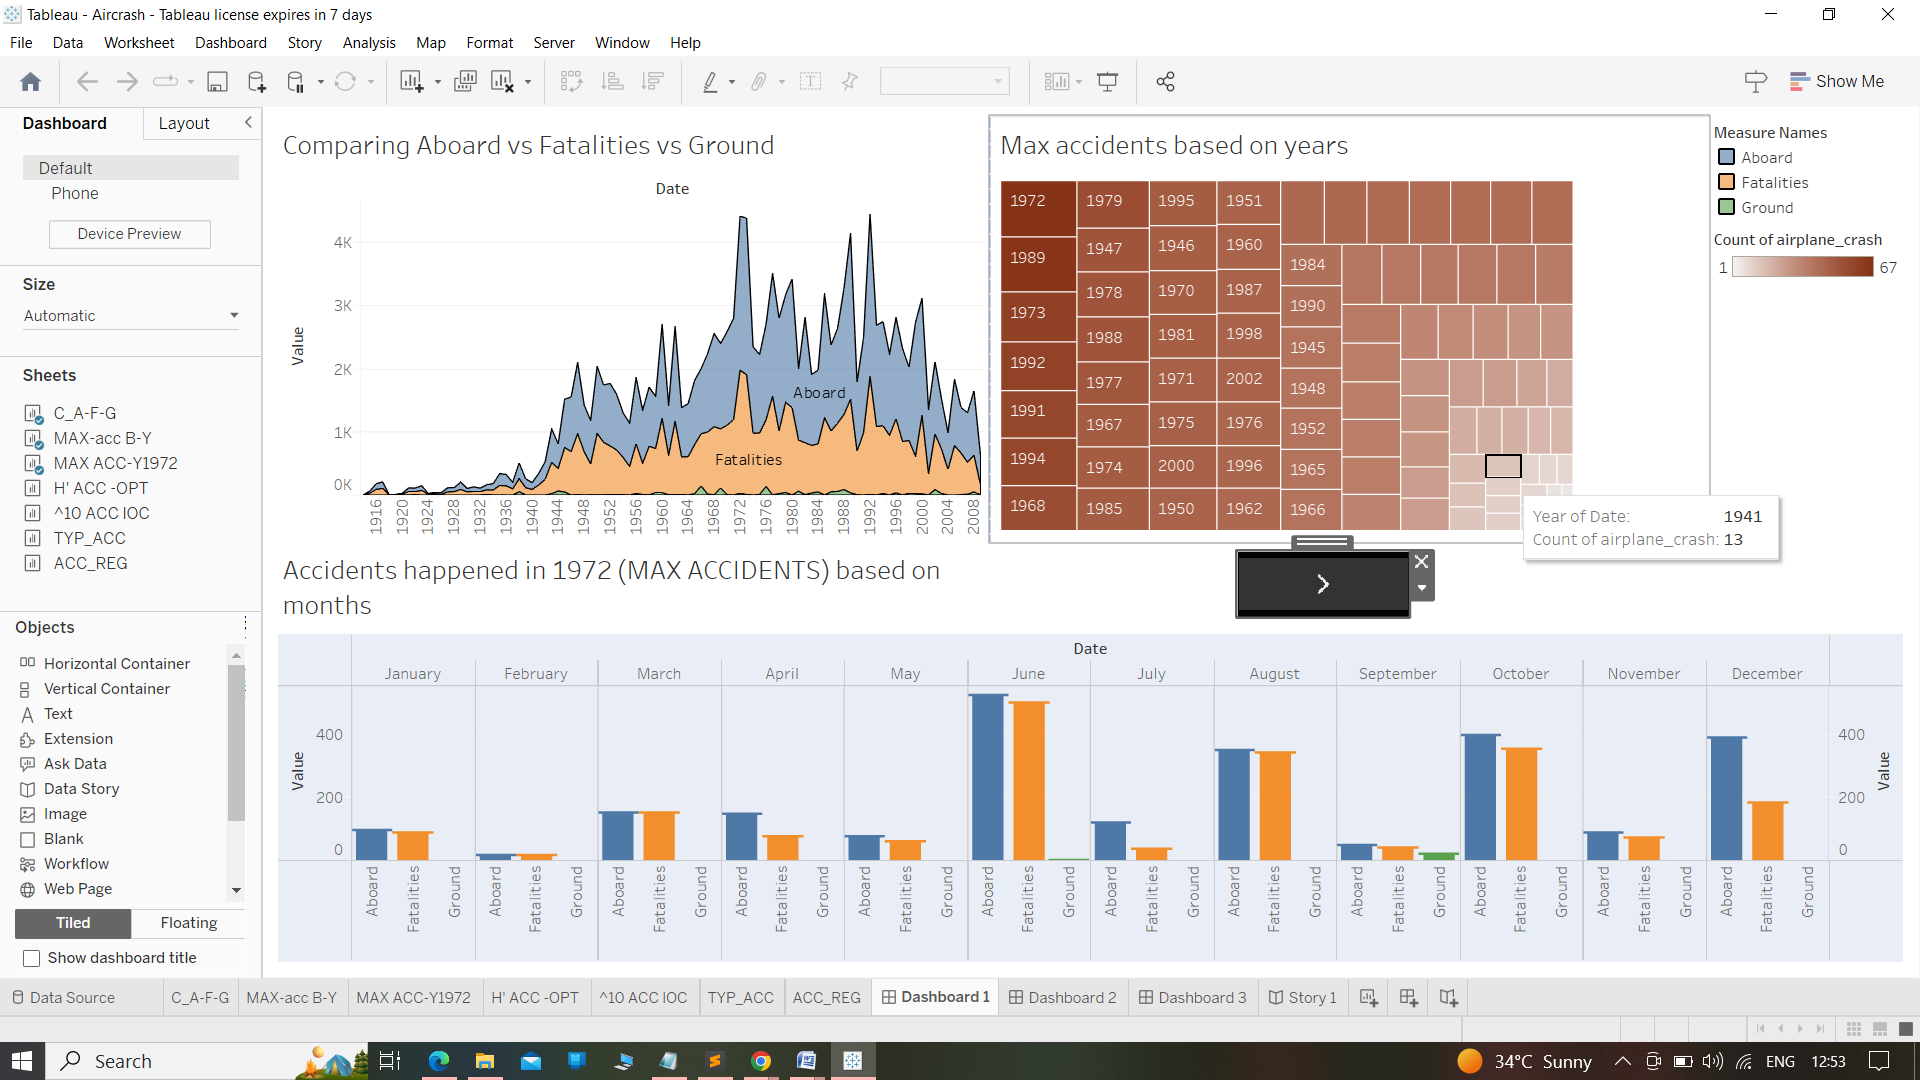 Tableau - Aircrash - Tableau license expires in 7 days
File Data Worksheet Dashboard Story Analysis Map Format Server Window Help
Show Me
Dashboard Layout
Default
Phone
Device Preview
Size
Automatic
Sheets
C_A-F-G
MAX-acc B-Y
MAX ACC-Y1972
H' ACC -OPT
^10 ACC lOC
TYP_ACC
ACC_REG
Objects
Horizontal Container
Vertical Container
Text
Extension
Ask Data
Data Story
Image
Blank
Workflow
Web Page
Tiled Floating
Show dashboard title
Comparing Aboard vs Fatalities vs Ground
Date
Value
4K
3K
2K
1K
0K
Aboard
Fatalities
1916 1920 1924 1928 1932 1936 1940 1944 1948 1952 1956 1960 1964 1968 1972 1976 1980 1984 1988 1992 1996 2000 2004 2008
Max accidents based on years
1972 1979 1995 1951
1989 1947 1946 1960 1984
1973 1978 1970 1987 1990
1992 1988 1981 1998 1945
1991 1977 1971 2002 1948
1994 1967 1975 1976 1952
1968 1974 2000 1996 1965
1985 1950 1962 1966
Year of Date: 1941
Count of airplane_crash: 13
Measure Names
Aboard
Fatalities
Ground
Count of airplane_crash
1 67
Accidents happened in 1972 (MAX ACCIDENTS) based on
months
Date
January February March April May June July August September October November December
Value
400
200
0
400
200
0
Value
Aboard Fatalities Ground Aboard Fatalities Ground Aboard Fatalities Ground Aboard Fatalities Ground Aboard Fatalities Ground Aboard Fatalities Ground Aboard Fatalities Ground Aboard Fatalities Ground Aboard Fatalities Ground Aboard Fatalities Ground Aboard Fatalities Ground Aboard Fatalities Ground
Data Source C_A-F-G MAX-acc B-Y MAX ACC-Y1972 H' ACC -OPT ^10 ACC lOC TYP_ACC ACC_REG Dashboard 1 Dashboard 2 Dashboard 3 Story 1
Search 34°C Sunny ENG 12:53